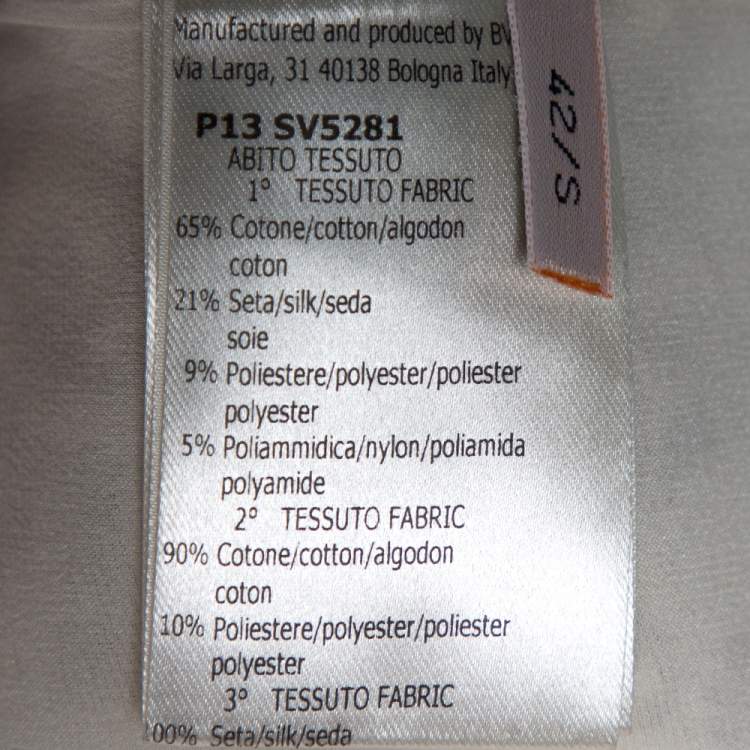 Manufactured and produced by BV
Via Larga, 31 40138 Bologna Italy
42/S
P13 SV5281
ABITO TESSUTO
1° TESSUTO FABRIC
65% Cotone/cotton/algodon
coton
21% Seta/silk/seda
soie
9% Poliestere/polyester/poliester
polyester
5% Poliammidica/nylon/poliamida
polyamide
2° TESSUTO FABRIC
90% Cotone/cotton/algodon
coton
10% Poliestere/polyester/poliester
polyester
3° TESSUTO FABRIC
00% Seta/silk/seda